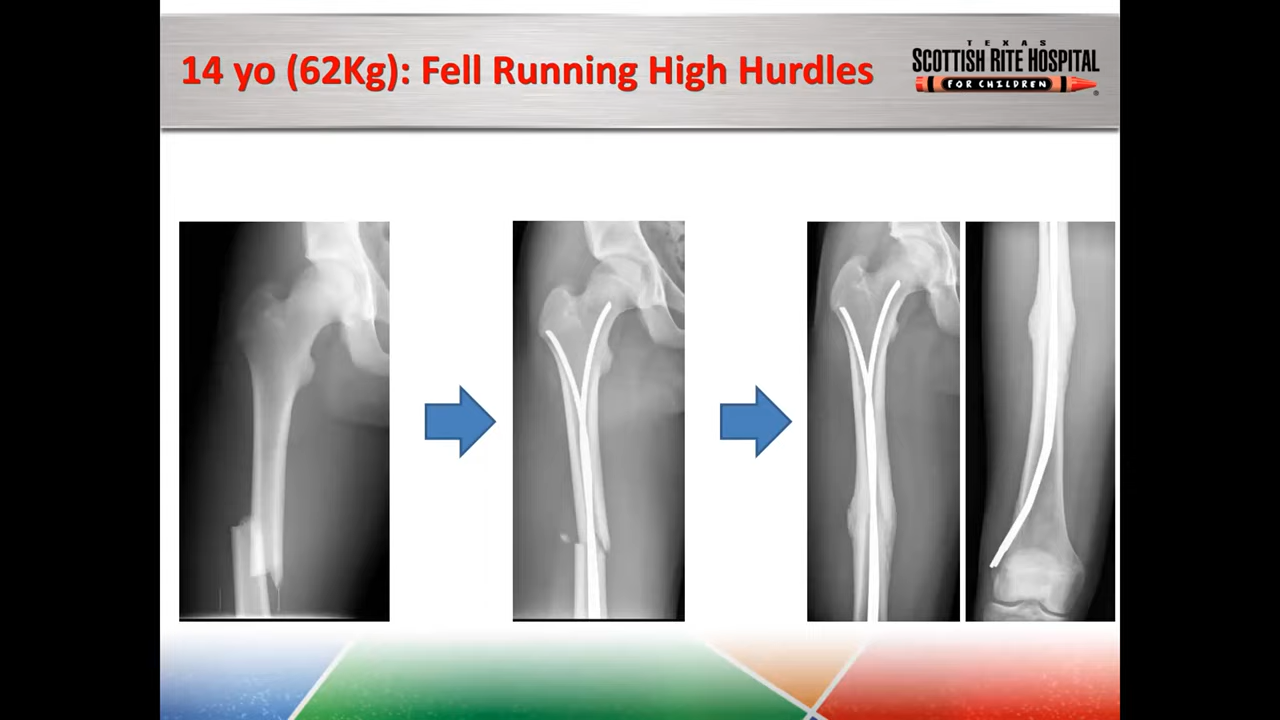 14 yo (62Kg): Fell Running High Hurdles
TEXAS
SCOTTISH RITE HOSPITAL
FOR CHILDREN
®